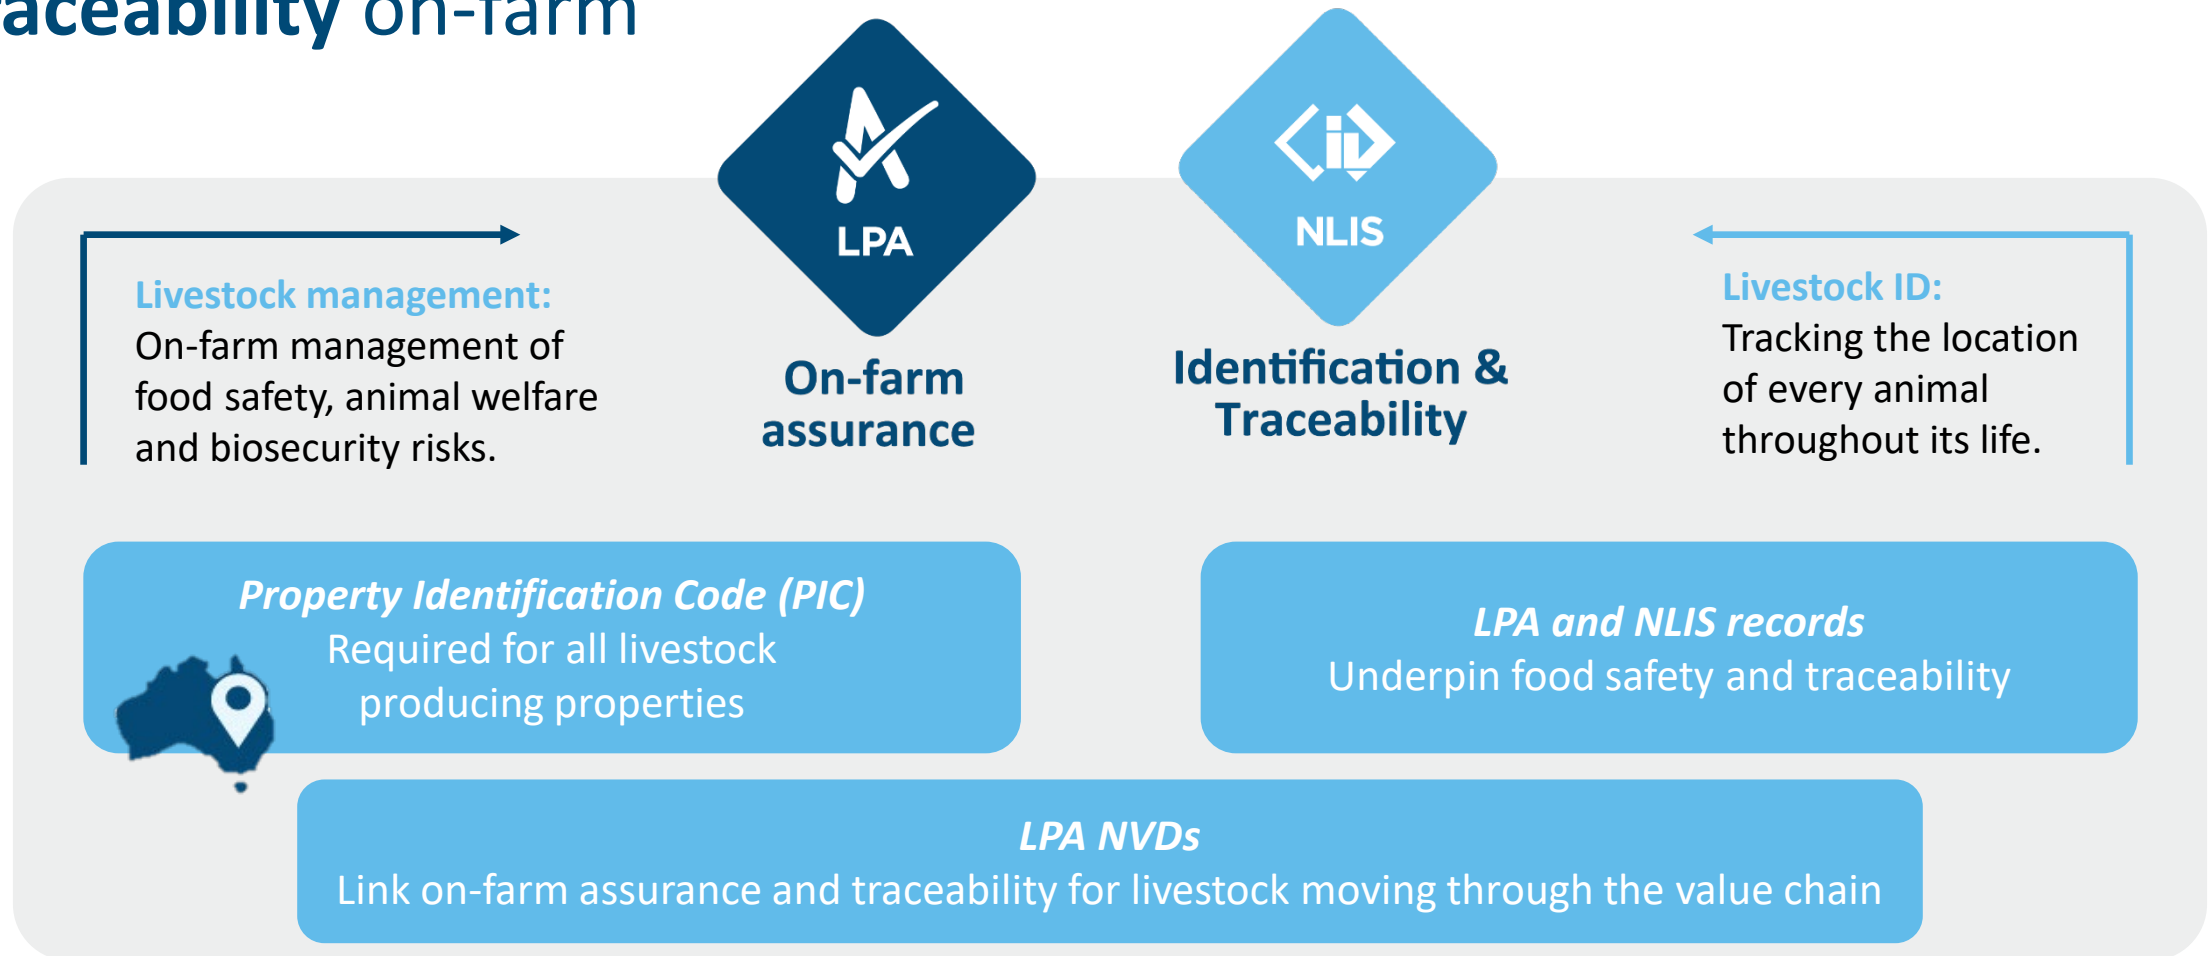 aceability on-farm
LPA
NLIS
Livestock management:
On-farm management of
food safety, animal welfare
and biosecurity risks.
On-farm
assurance
Identification &
Traceability
Livestock ID:
Tracking the location
of every animal
throughout its life.
Property Identification Code (PIC)
Required for all livestock
producing properties
LPA and NLIS records
Underpin food safety and traceability
LPA NVDs
Link on-farm assurance and traceability for livestock moving through the value chain